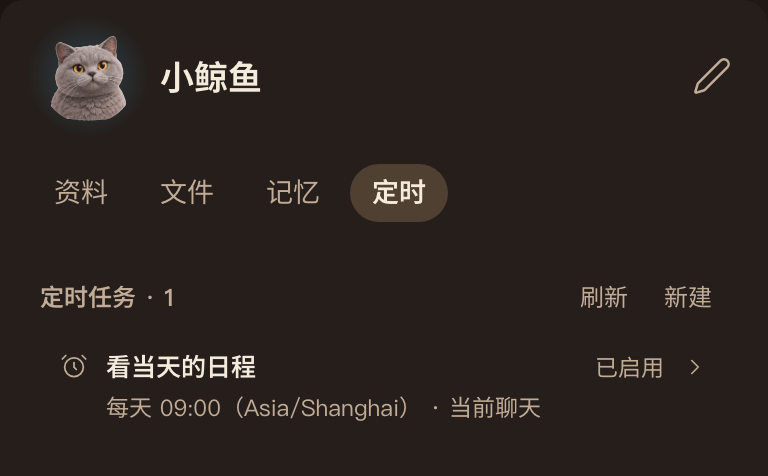 小鲸鱼
资料 文件 记忆 定时
定时任务 · 1 刷新 新建
看当天的日程 已启用
每天 09:00（Asia/Shanghai） · 当前聊天